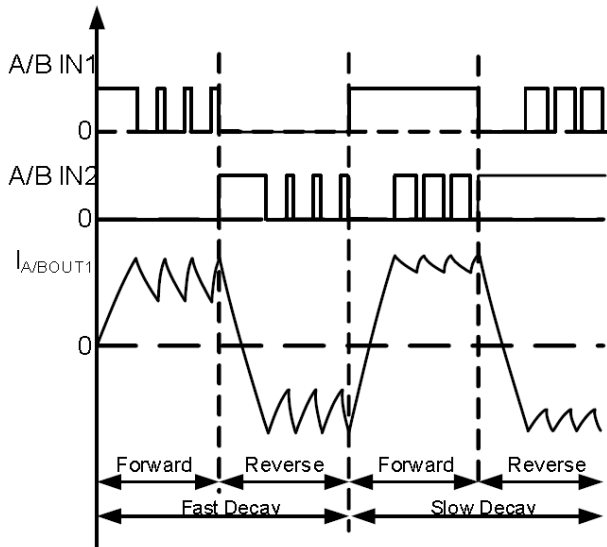 A/B IN1
0
A/B IN2
0
IA/BOUT1
0
Forward Reverse Forward Reverse
Fast Decay Slow Decay